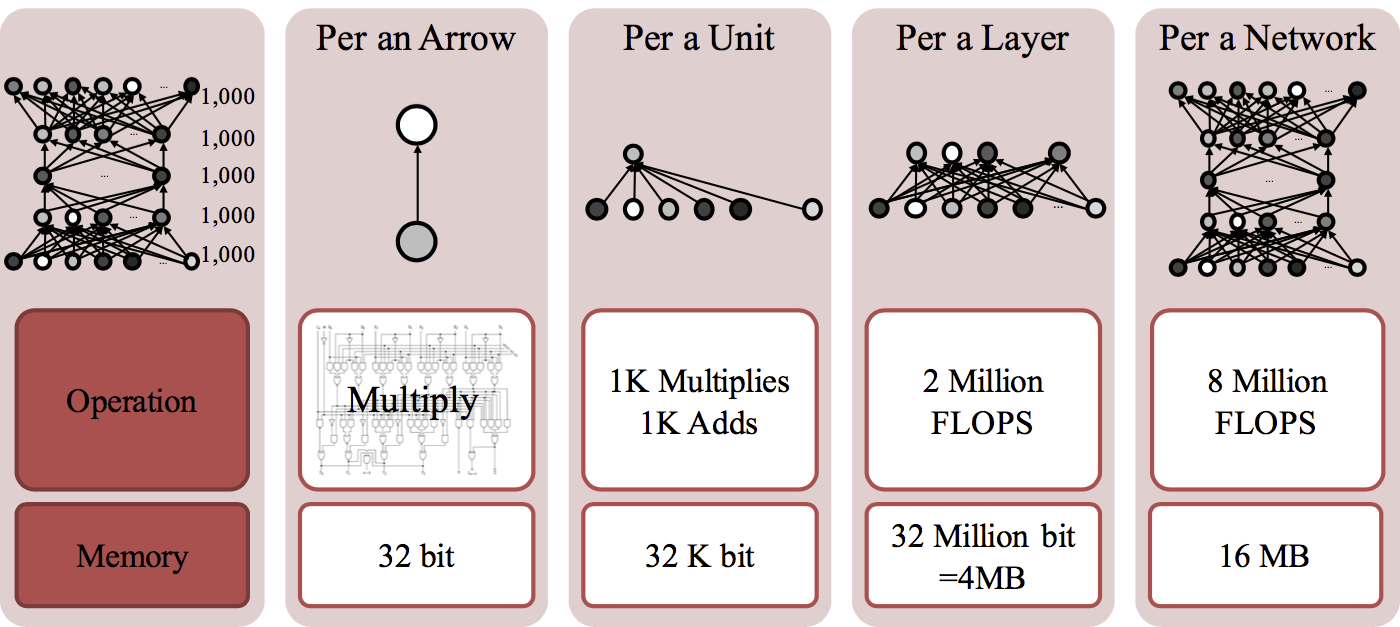 Per an Arrow
Per a Unit
Per a Layer
Per a Network
1,000
1,000
1,000
1,000
1,000
Operation
Multiply
1K Multiplies
1K Adds
2 Million
FLOPS
8 Million
FLOPS
Memory
32 bit
32 K bit
32 Million bit
=4MB
16 MB